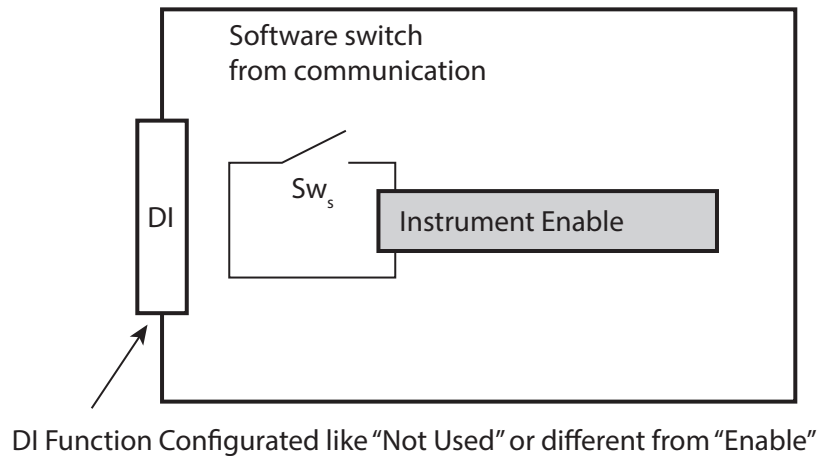 Software switch
from communication
Sws
DI
Instrument Enable
DI Function Configurated like “Not Used” or different from “Enable”